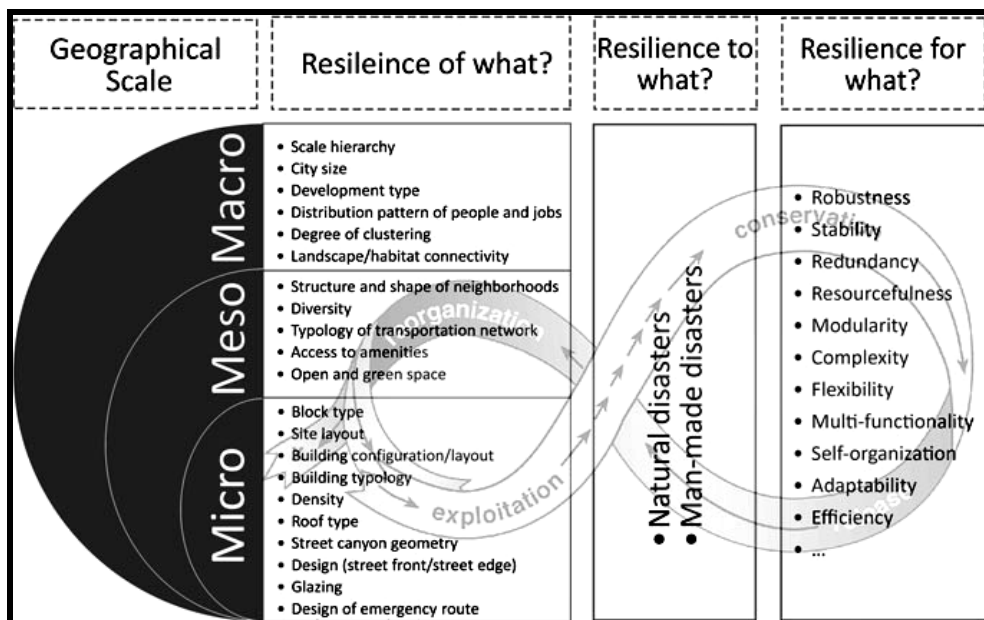 Geographical
Scale
Resileince of what?
Resilience to
what?
Resilience for
what?
Macro
• Scale hierarchy
• City size
• Development type
• Distribution pattern of people and jobs
• Degree of clustering
• Landscape/habitat connectivity
Meso
• Structure and shape of neighborhoods
• Diversity
• Typology of transportation network
• Access to amenities
• Open and green space
Micro
• Block type
• Site layout
• Building configuration/layout
• Building typology
• Density
• Roof type
• Street canyon geometry
• Design (street front/street edge)
• Glazing
• Design of emergency route
• Natural disasters
• Man-made disasters
• Robustness
• Stability
• Redundancy
• Resourcefulness
• Modularity
• Complexity
• Flexibility
• Multi-functionality
• Self-organization
• Adaptability
• Efficiency
• ...
reorganization
exploitation
conservation
release